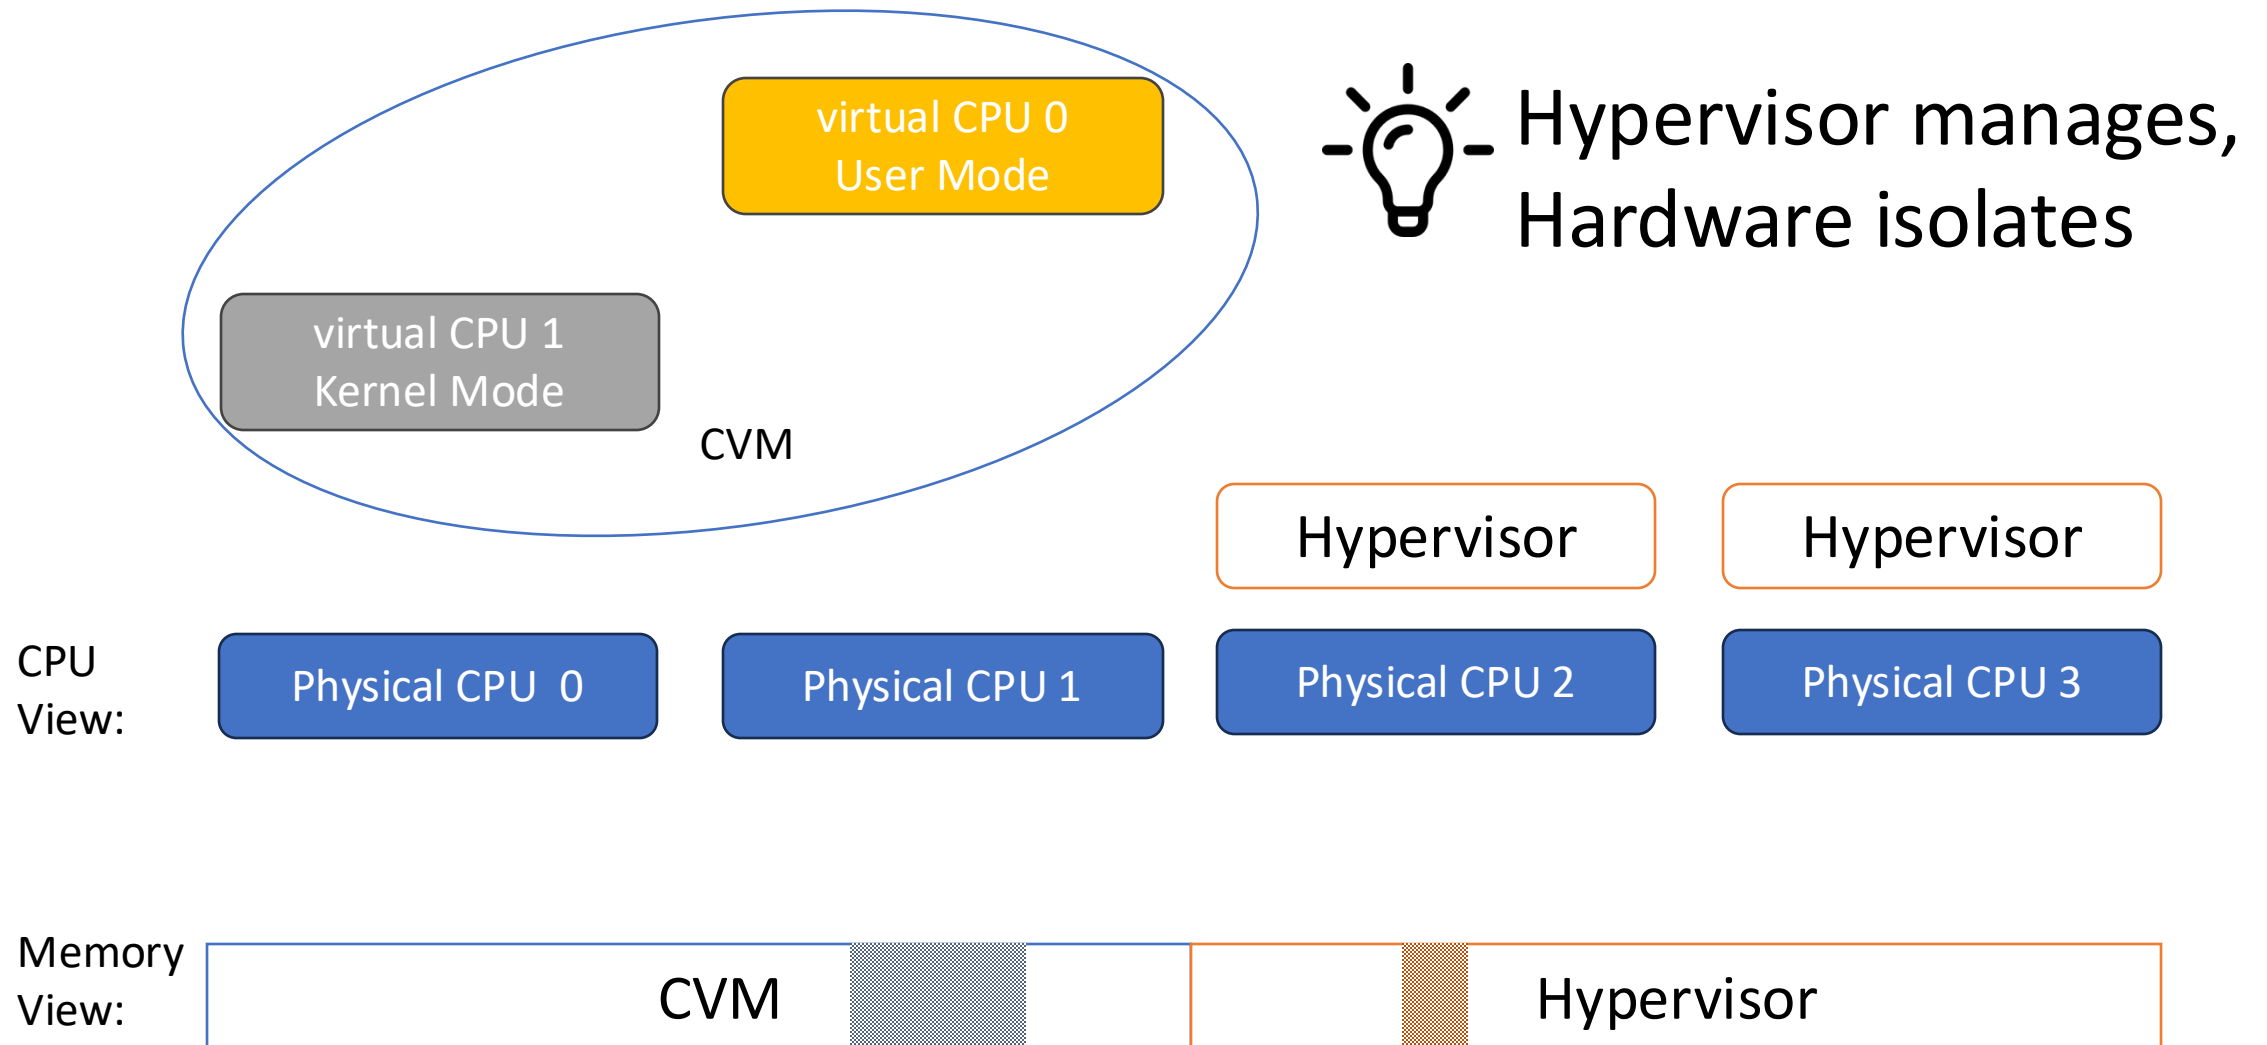 virtual CPU 0
User Mode
Hypervisor manages,
Hardware isolates
virtual CPU 1
Kernel Mode
CVM
Hypervisor
Hypervisor
CPU
View:
Physical CPU 0
Physical CPU 1
Physical CPU 2
Physical CPU 3
Memory
View:
CVM
Hypervisor